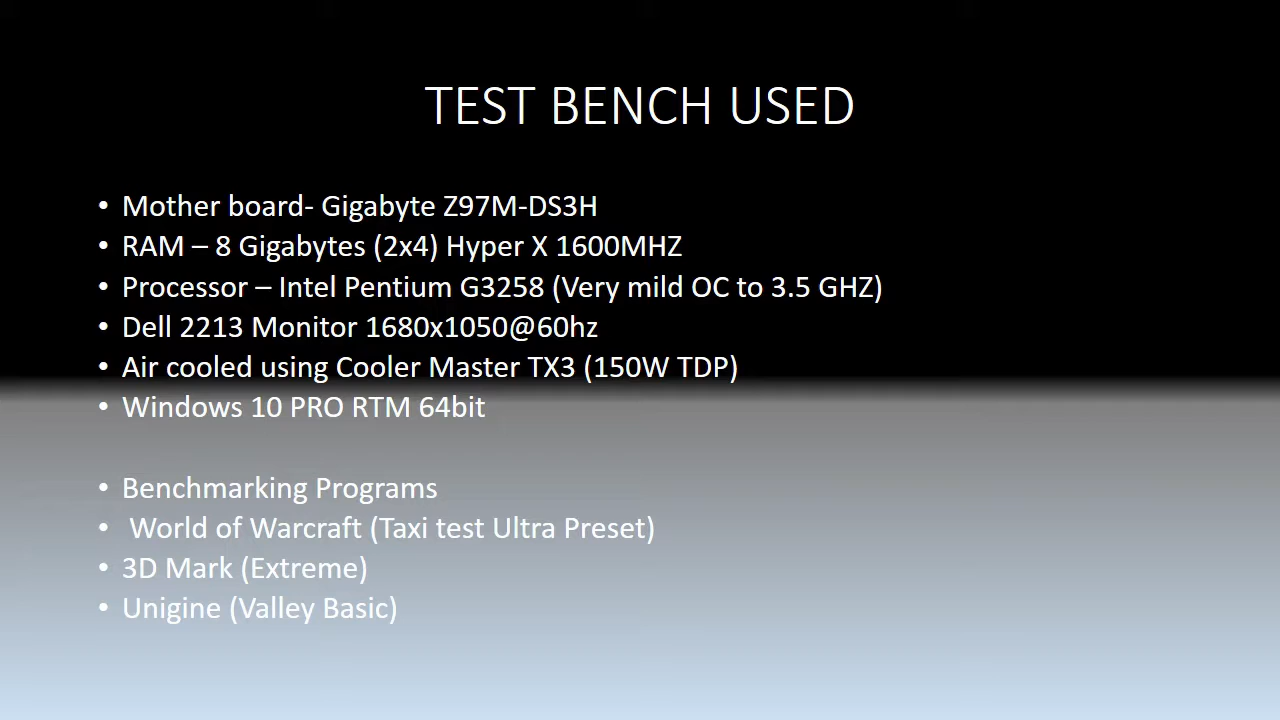 TEST BENCH USED
• Mother board- Gigabyte Z97M-DS3H
• RAM – 8 Gigabytes (2x4) Hyper X 1600MHZ
• Processor – Intel Pentium G3258 (Very mild OC to 3.5 GHZ)
• Dell 2213 Monitor 1680x1050@60hz
• Air cooled using Cooler Master TX3 (150W TDP)
• Windows 10 PRO RTM 64bit
• Benchmarking Programs
• World of Warcraft (Taxi test Ultra Preset)
• 3D Mark (Extreme)
• Unigine (Valley Basic)